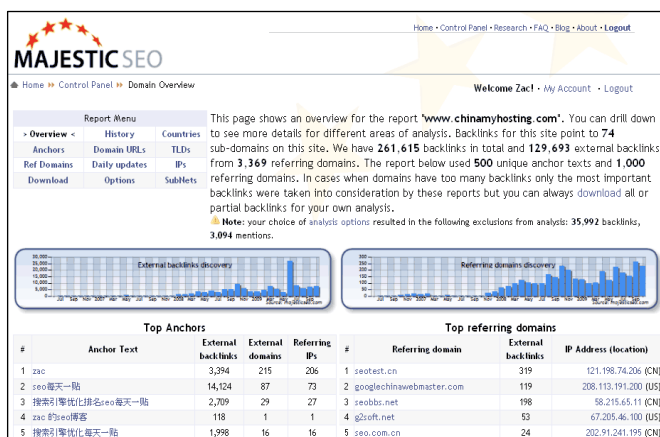 Home • Control Panel • Research • FAQ • Blog • About • Logout
MAJESTIC SEO
Home » Control Panel » Domain Overview
Welcome Zac! • My Account • Logout
Report Menu
> Overview < History Countries
Anchors Domain URLs TLDs
Ref Domains Daily updates IPs
Download Options SubNets
This page shows an overview for the report 'www.chinamyhosting.com'. You can drill down
to see more details for different areas of analysis. Backlinks for this site point to 74
sub-domains on this site. We have 261,615 backlinks in total and 129,693 external backlinks
from 3,369 referring domains. The report below used 500 unique anchor texts and 1,000
referring domains. In cases when domains have too many backlinks only the most important
backlinks were taken into consideration by these reports but you can always download all or
partial backlinks for your own analysis.
Note: your choice of analysis options resulted in the following exclusions from analysis: 35,992 backlinks,
3,094 mentions.
External backlinks discovery
Referring domains discovery
Top Anchors
# Anchor Text External backlinks External domains Referring IPs
1 zac 3,394 215 206
2 seo每天一贴 14,124 87 73
3 搜索引擎优化排名seo每天一贴 2,709 29 27
4 zac 的seo博客 118 1 1
5 搜索引擎优化每天一贴 1,998 16 16
Top referring domains
# Referring domain External backlinks IP Address (location)
1 seotest.cn 319 121.198.74.206 (CN)
2 googlechinawebmaster.com 119 208.113.191.200 (US)
3 seobbs.net 198 58.215.65.11 (CN)
4 g2soft.net 53 67.205.46.100 (US)
5 seo.com.cn 24 202.91.241.195 (CN)